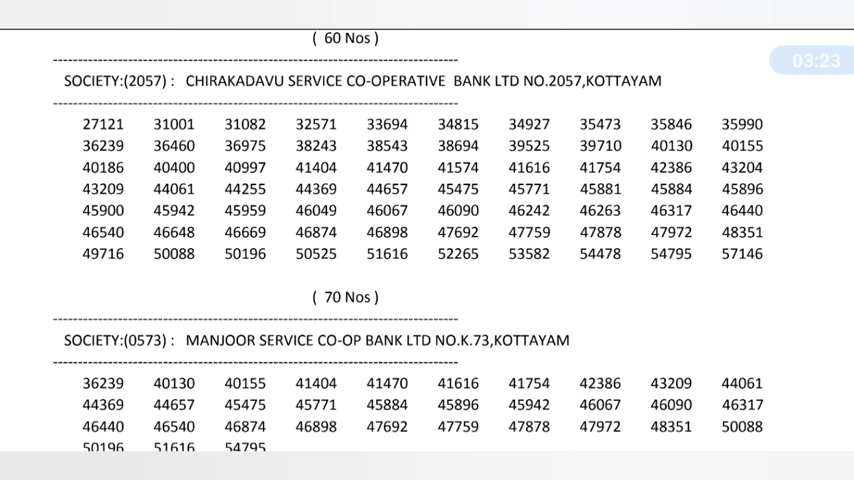 ( 60 Nos )
03:23
--------------------------------------------------------------------------------
SOCIETY:(2057) : CHIRAKADAVU SERVICE CO-OPERATIVE BANK LTD NO.2057,KOTTAYAM
--------------------------------------------------------------------------------
27121 31001 31082 32571 33694 34815 34927 35473 35846 35990
36239 36460 36975 38243 38543 38694 39525 39710 40130 40155
40186 40400 40997 41404 41470 41574 41616 41754 42386 43204
43209 44061 44255 44369 44657 45475 45771 45881 45884 45896
45900 45942 45959 46049 46067 46090 46242 46263 46317 46440
46540 46648 46669 46874 46898 47692 47759 47878 47972 48351
49716 50088 50196 50525 51616 52265 53582 54478 54795 57146
( 70 Nos )
--------------------------------------------------------------------------------
SOCIETY:(0573) : MANJOOR SERVICE CO-OP BANK LTD NO.K.73,KOTTAYAM
--------------------------------------------------------------------------------
36239 40130 40155 41404 41470 41616 41754 42386 43209 44061
44369 44657 45475 45771 45884 45896 45942 46067 46090 46317
46440 46540 46874 46898 47692 47759 47878 47972 48351 50088
50196 51616 54795